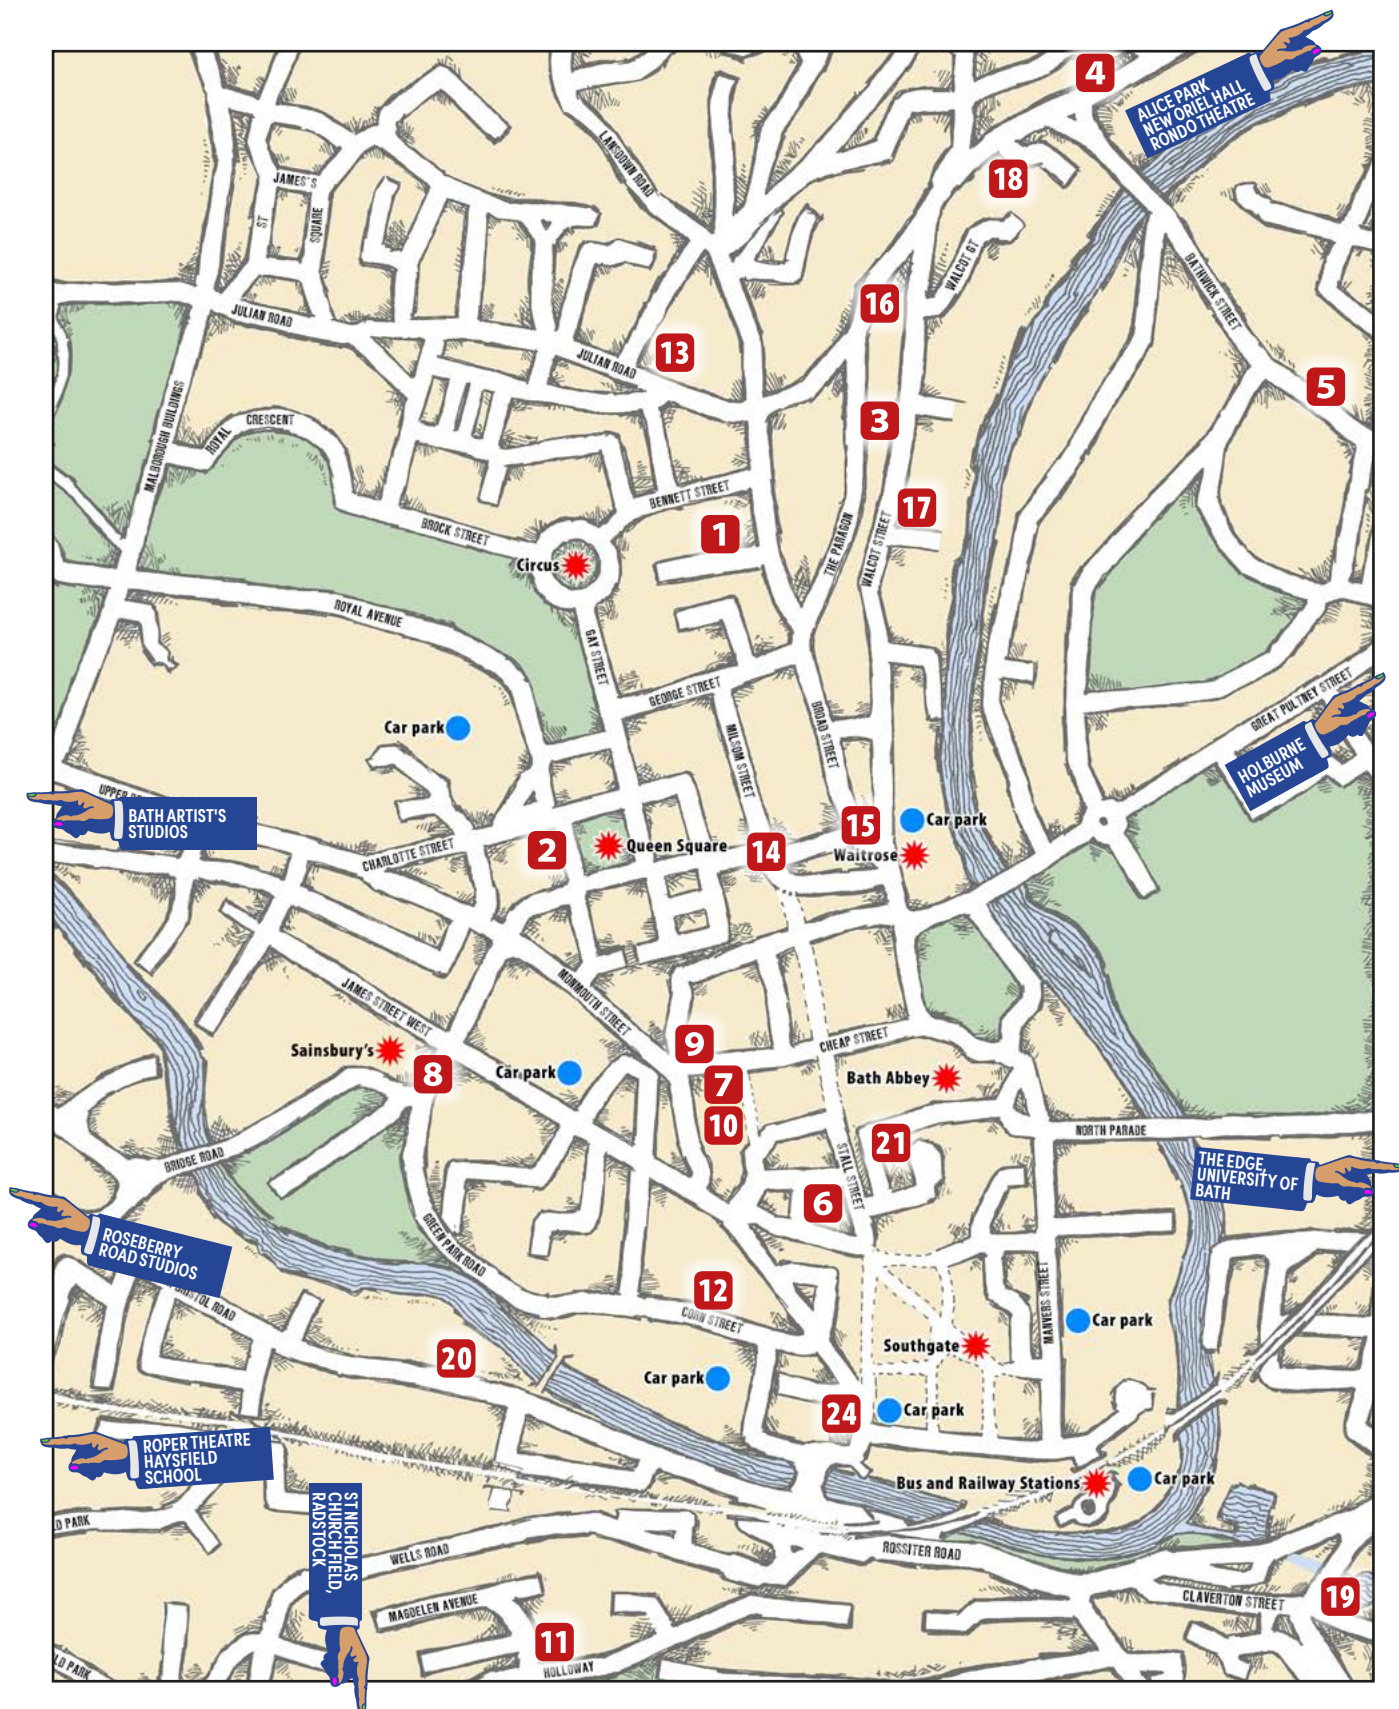 4
ALICE PARK
NEW ORIEL HALL
RONDO THEATRE
LANSDOWN ROAD
18
JAMES'S
ST
SQUARE
WALCOT GT
BATHWICK STREET
16
JULIAN ROAD
13
JULIAN ROAD
5
MALBOROUGH BUILDINGS
ROYAL
CRESCENT
3
BENNETT STREET
17
BROCK STREET
1
THE PARAGON
WALCOT STREET
Circus
ROYAL AVENUE
GAY STREET
GEORGE STREET
GREAT PULTNEY STREET
BROAD STREET
MILSOM STREET
Car park
HOLBURNE
MUSEUM
UPPER
BATH ARTIST'S
STUDIOS
15
Car park
CHARLOTTE STREET
2
Queen Square
14
Waitrose
MONMOUTH STREET
JAMES STREET WEST
9
CHEAP STREET
Sainsbury's
8
Car park
7
Bath Abbey
10
NORTH PARADE
21
BRIDGE ROAD
STALL STREET
THE EDGE,
UNIVERSITY OF
BATH
6
ROSEBERRY
ROAD STUDIOS
GREEN PARK ROAD
12
CORN STREET
MANVERS STREET
Car park
20
Southgate
Car park
24
Car park
ROPER THEATRE
HAYSFIELD
SCHOOL
Bus and Railway Stations
Car park
ST NICHOLAS
CHURCH FIELD,
RADSTOCK
D PARK
WELLS ROAD
ROSSITER ROAD
MAGDELEN AVENUE
CLAVERTON STREET
19
11
HOLLOWAY
LD PARK